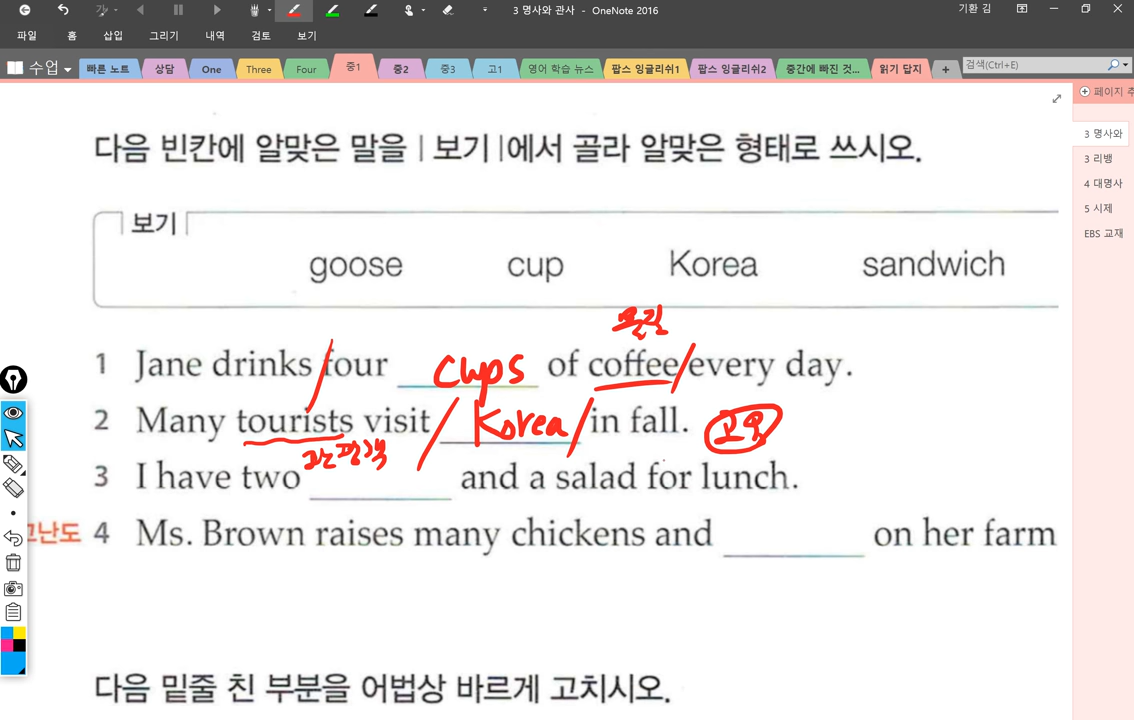 3 명사와 관사 - OneNote 2016
기환 김
파일 홈 삽입 그리기 내역 검토 보기
수업 빠른 노트 상담 One Three Four 중1 중2 중3 고1 영어 학습 뉴스 팝스 잉글리쉬1 팝스 잉글리쉬2 중간에 빠진 것... 읽기 답지 + 검색(Ctrl+E)
페이지 추
3 명사와
3 리뱅
4 대명사
5 시제
EBS 교재
다음 빈칸에 알맞은 말을 | 보기 |에서 골라 알맞은 형태로 쓰시오.
보기
goose cup Korea sandwich
물질
1 Jane drinks four cups of coffee every day.
2 Many tourists visit Korea in fall. 고유
관광객
3 I have two and a salad for lunch.
고난도 4 Ms. Brown raises many chickens and on her farm
다음 밑줄 친 부분을 어법상 바르게 고치시오.